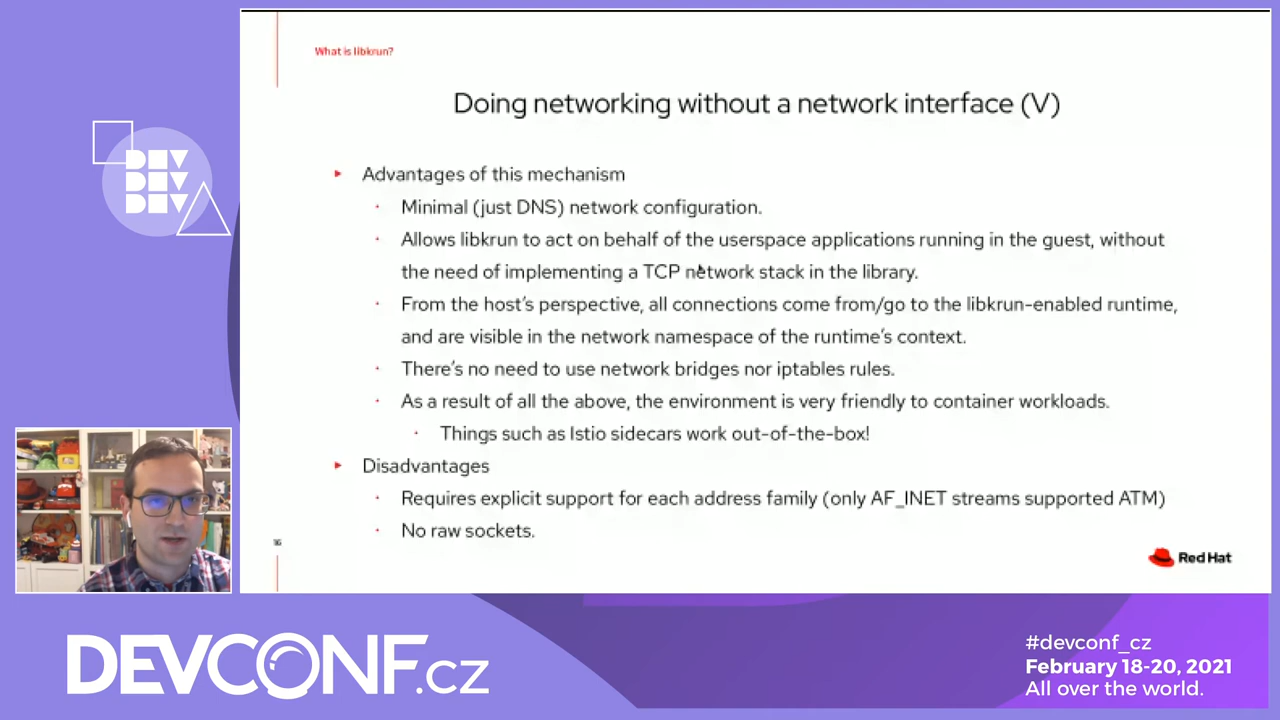 What is libkrun?
Doing networking without a network interface (V)
Advantages of this mechanism
Minimal (just DNS) network configuration.
Allows libkrun to act on behalf of the userspace applications running in the guest, without
the need of implementing a TCP network stack in the library.
From the host's perspective, all connections come from/go to the libkrun-enabled runtime,
and are visible in the network namespace of the runtime's context.
There's no need to use network bridges nor iptables rules.
As a result of all the above, the environment is very friendly to container workloads.
Things such as Istio sidecars work out-of-the-box!
Disadvantages
Requires explicit support for each address family (only AF_INET streams supported ATM)
No raw sockets.
16
Red Hat
DEV
DEV
DEV
DEVCONF.cz
#devconf_cz
February 18-20, 2021
All over the world.